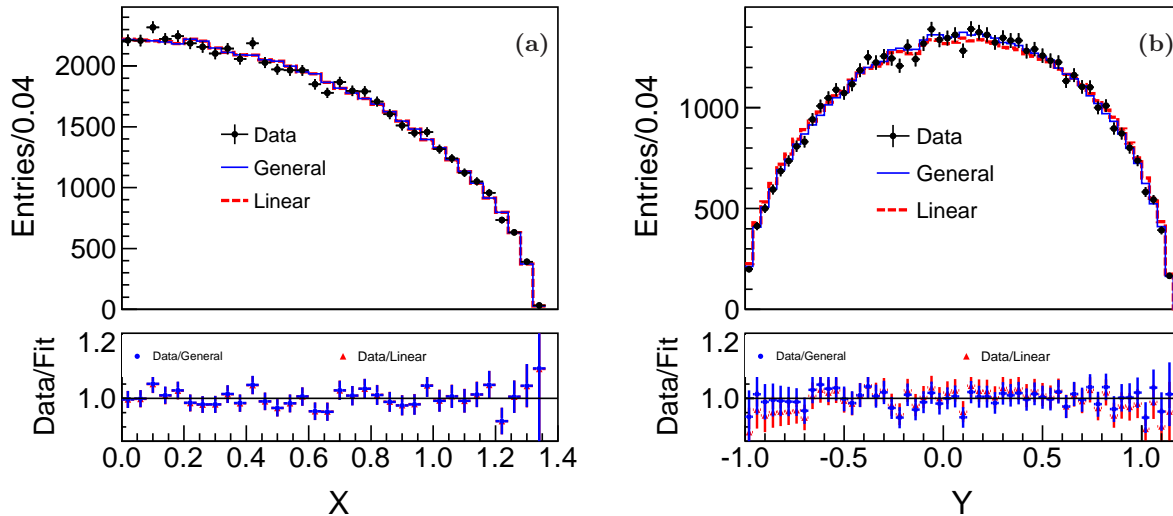 2000
1500
1000
500
0
Entries/0.04
(a)
Data
General
Linear
1.2
1.0
Data/Fit
Data/General
Data/Linear
0.0 0.2 0.4 0.6 0.8 1.0 1.2 1.4
X
1000
500
0
Entries/0.04
(b)
Data
General
Linear
1.2
1.0
Data/Fit
Data/General
Data/Linear
-1.0 -0.5 0.0 0.5 1.0
Y